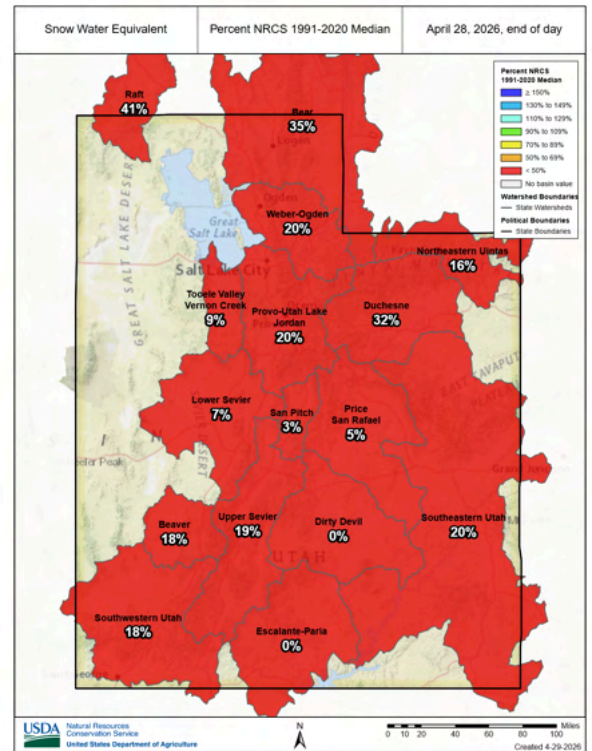 Snow Water Equivalent
Percent NRCS 1991-2020 Median
April 28, 2026, end of day
Percent NRCS
1991-2020 Median
≥ 150%
130% to 149%
110% to 129%
90% to 109%
70% to 89%
50% to 69%
< 50%
No basin value
Watershed Boundaries
State Watersheds
Political Boundaries
State Boundaries
Raft
41%
Bear
35%
Logan
Ogden
Weber-Ogden
20%
Great
Salt Lake
GREAT SALT LAKE DESERT
Salt Lake City
Northeastern Uintas
16%
Tooele Valley
Vernon Creek
9%
Provo-Utah Lake
Jordan
20%
Duchesne
32%
EAST TAVAPUTS
PLATEAU
Lower Sevier
7%
San Pitch
3%
Price
San Rafael
5%
DESERT
Grand Junction
Beaver
18%
Upper Sevier
19%
Dirty Devil
0%
Southeastern Utah
20%
UTAH
Southwestern Utah
18%
Escalante-Paria
0%
USDA
Natural Resources
Conservation Service
United States Department of Agriculture
N
Miles
0 10 20 40 60 80 100
Created 4-29-2026